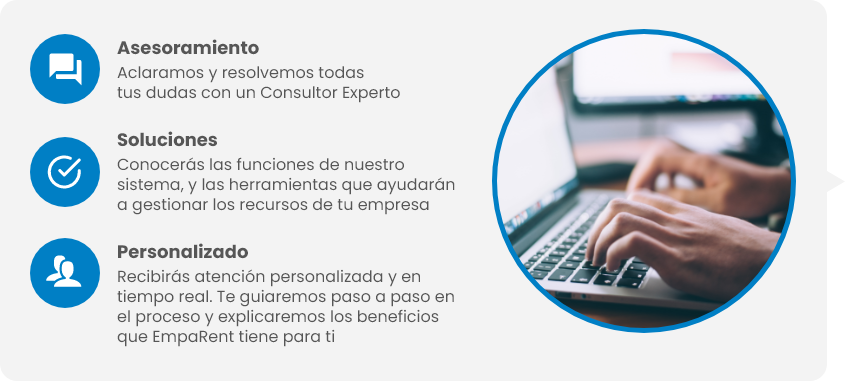 Asesoramiento
Aclaramos y resolvemos todas
tus dudas con un Consultor Experto
Soluciones
Conocerás las funciones de nuestro
sistema, y las herramientas que ayudarán
a gestionar los recursos de tu empresa
Personalizado
Recibirás atención personalizada y en
tiempo real. Te guiaremos paso a paso en
el proceso y explicaremos los beneficios
que EmpaRent tiene para ti